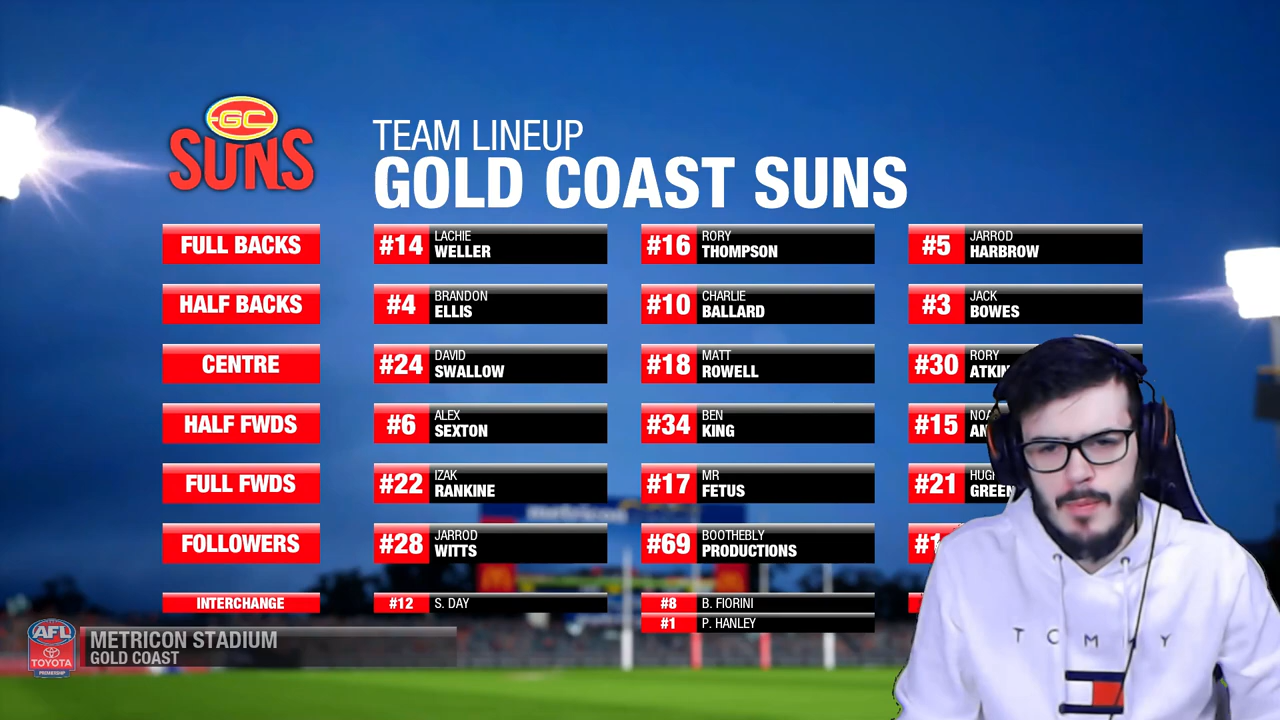 GC
SUNS
TEAM LINEUP
GOLD COAST SUNS
FULL BACKS
#14 LACHIE WELLER
#16 RORY THOMPSON
#5 JARROD HARBROW
HALF BACKS
#4 BRANDON ELLIS
#10 CHARLIE BALLARD
#3 JACK BOWES
CENTRE
#24 DAVID SWALLOW
#18 MATT ROWELL
#30 RORY
HALF FWDS
#6 ALEX SEXTON
#34 BEN KING
#15
FULL FWDS
#22 IZAK RANKINE
#17 MR FETUS
#21
FOLLOWERS
#28 JARROD WITTS
#69 BOOTHEBLY PRODUCTIONS
INTERCHANGE
#12 S. DAY
#8 B. FIORINI
#1 P. HANLEY
AFL
TOYOTA
PREMIERSHIP
METRICON STADIUM
GOLD COAST
TOMMY